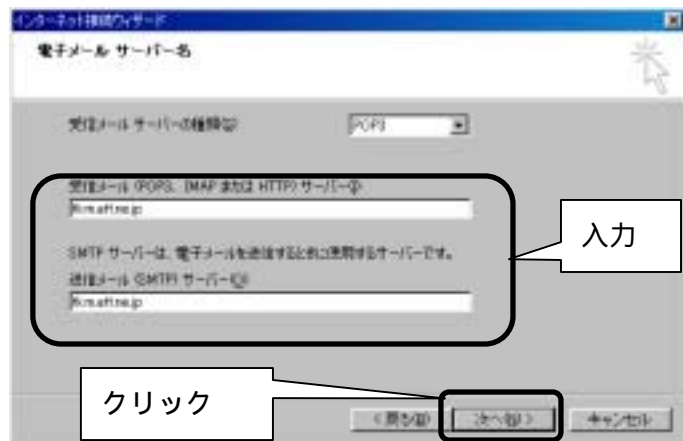 インターネット接続ウィザード
電子メール サーバー名
受信メール サーバーの種類(S)
POP3
受信メール (POP3、IMAP または HTTP) サーバー(I)
SMTP サーバーは、電子メールを送信するときに使用するサーバーです。
送信メール (SMTP) サーバー(O)
入力
クリック
< 戻る(B)
次へ(N) >
キャンセル